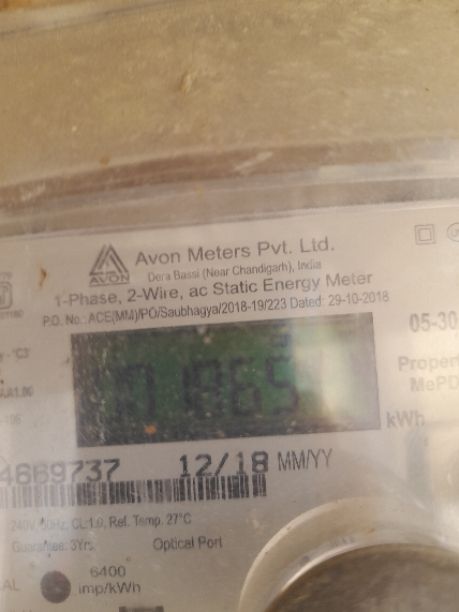 Avon Meters Pvt. Ltd.
AVON
Dera Bassi (Near Chandigarh), India
1-Phase, 2-Wire, ac Static Energy Meter
P.O. No.: ACE(MM)/PO/Saubhagya/2018-19/223 Dated: 29-10-2018
05-30
Propert
MePD
kWh
4669737 12/18 MM/YY
240V, 50Hz, CL:1.0, Ref. Temp. 27°C
Guarantee: 3Yrs. Optical Port
6400
imp/kWh